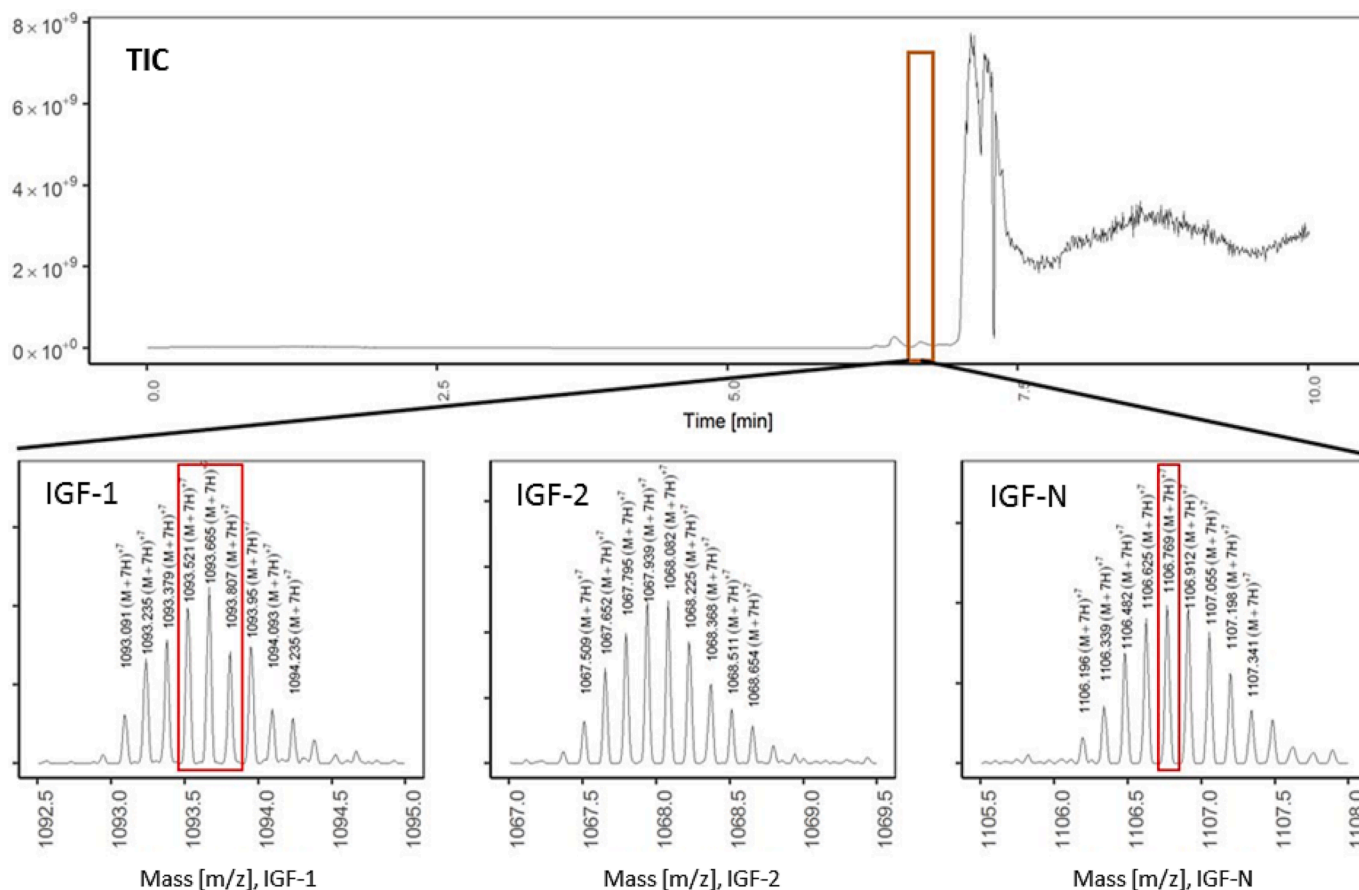 TIC
8 × 10⁺⁹
6 × 10⁺⁹
4 × 10⁺⁹
2 × 10⁺⁹
0 × 10⁺⁰
0.0
2.5
5.0
7.5
10.0
Time [min]
IGF-1
1093.091 (M + 7H)⁺⁷
1093.235 (M + 7H)⁺⁷
1093.379 (M + 7H)⁺⁷
1093.521 (M + 7H)⁺⁷
1093.665 (M + 7H)⁺⁷
1093.807 (M + 7H)⁺⁷
1093.95 (M + 7H)⁺⁷
1094.093 (M + 7H)⁺⁷
1094.235 (M + 7H)⁺⁷
1092.5
1093.0
1093.5
1094.0
1094.5
1095.0
Mass [m/z], IGF-1
IGF-2
1067.509 (M + 7H)⁺⁷
1067.652 (M + 7H)⁺⁷
1067.795 (M + 7H)⁺⁷
1067.939 (M + 7H)⁺⁷
1068.082 (M + 7H)⁺⁷
1068.225 (M + 7H)⁺⁷
1068.368 (M + 7H)⁺⁷
1068.511 (M + 7H)⁺⁷
1068.654 (M + 7H)⁺⁷
1067.0
1067.5
1068.0
1068.5
1069.0
1069.5
Mass [m/z], IGF-2
IGF-N
1106.196 (M + 7H)⁺⁷
1106.339 (M + 7H)⁺⁷
1106.482 (M + 7H)⁺⁷
1106.625 (M + 7H)⁺⁷
1106.769 (M + 7H)⁺⁷
1106.912 (M + 7H)⁺⁷
1107.055 (M + 7H)⁺⁷
1107.198 (M + 7H)⁺⁷
1107.341 (M + 7H)⁺⁷
1105.5
1106.0
1106.5
1107.0
1107.5
1108.0
Mass [m/z], IGF-N